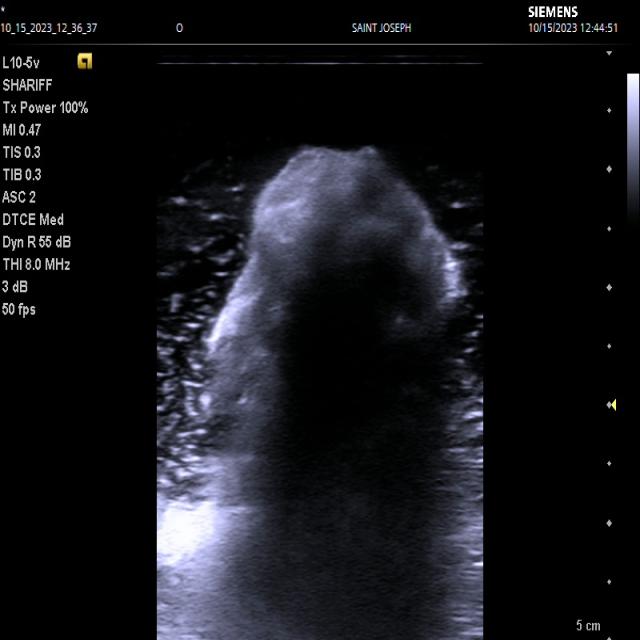 *
SIEMENS
10_15_2023_12_36_37 O SAINT JOSEPH 10/15/2023 12:44:51
L10-5v
SHARIFF
Tx Power 100%
MI 0.47
TIS 0.3
TIB 0.3
ASC 2
DTCE Med
Dyn R 55 dB
THI 8.0 MHz
3 dB
50 fps
5 cm